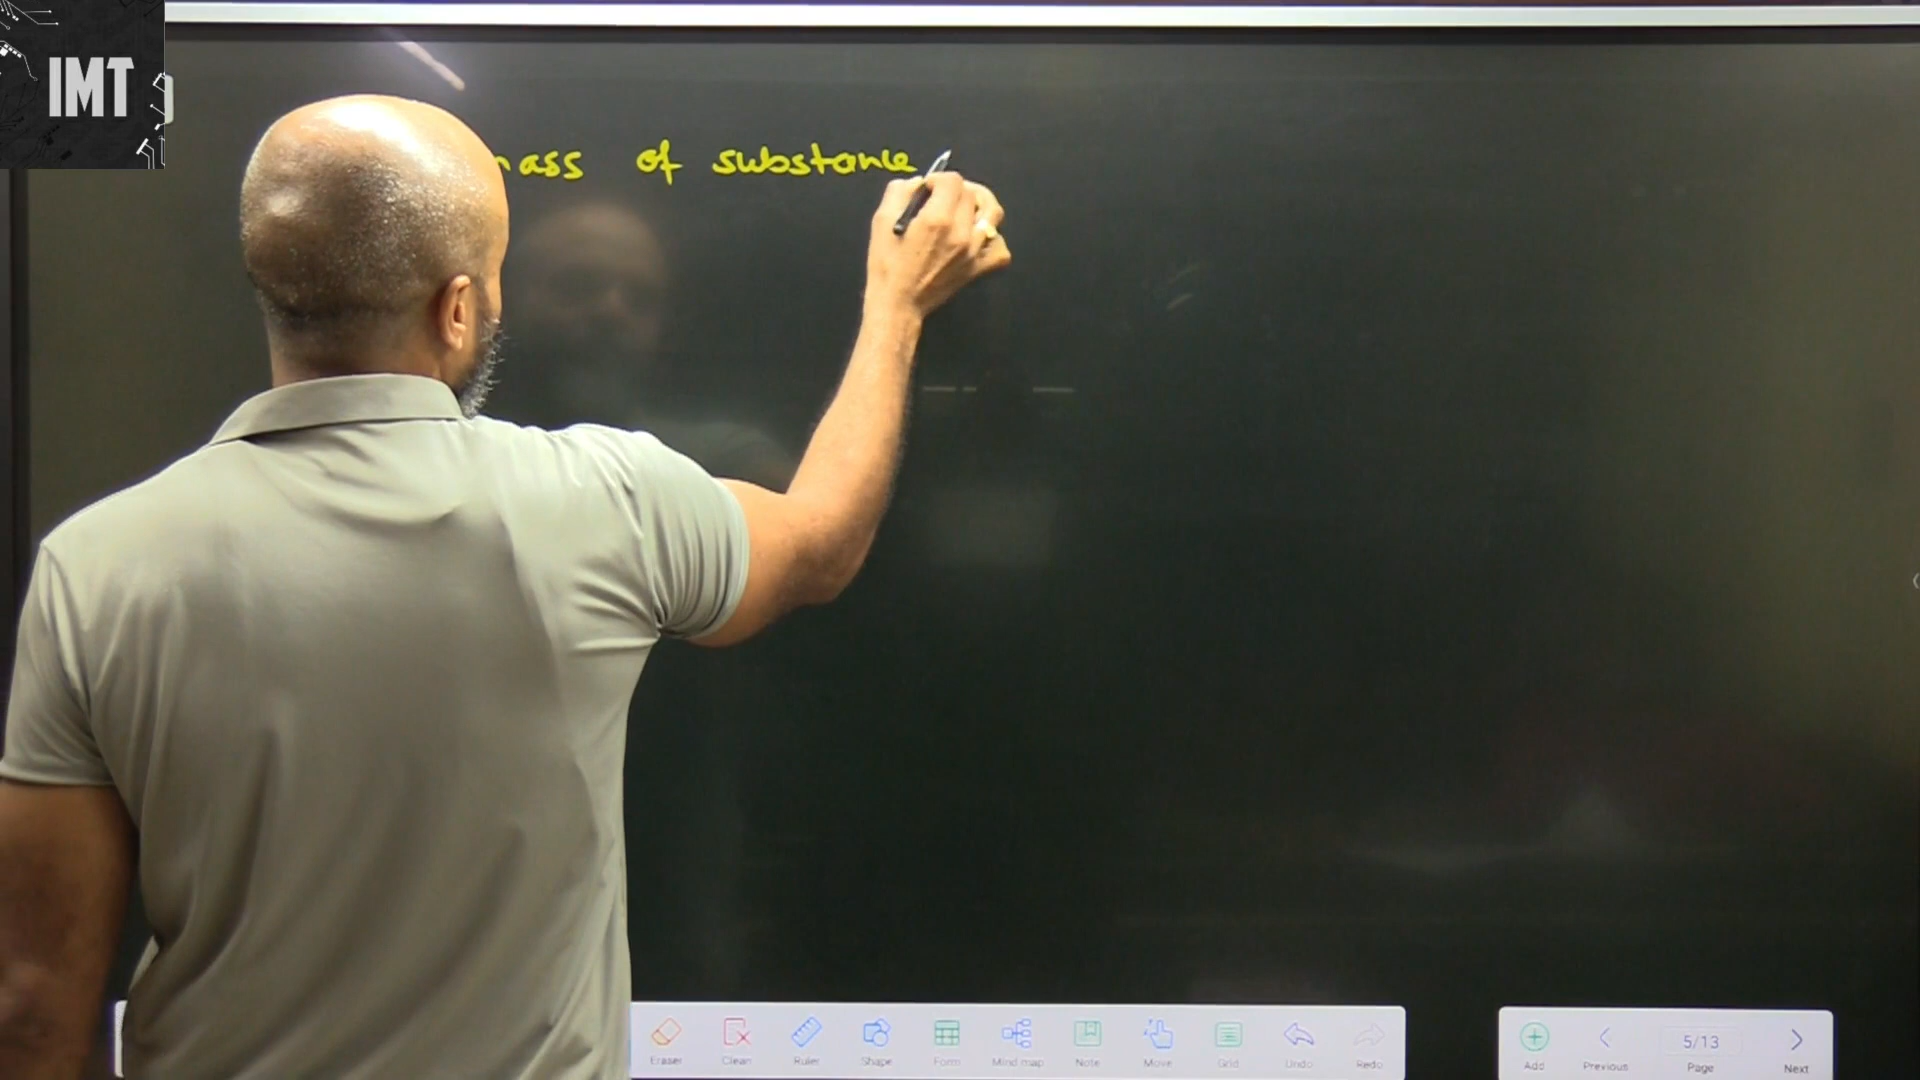 IMT
mass of substance
Eraser Clean Ruler Shape Form Mind map Note Move Grid Undo Redo
Add Previous 5/13 Page Next